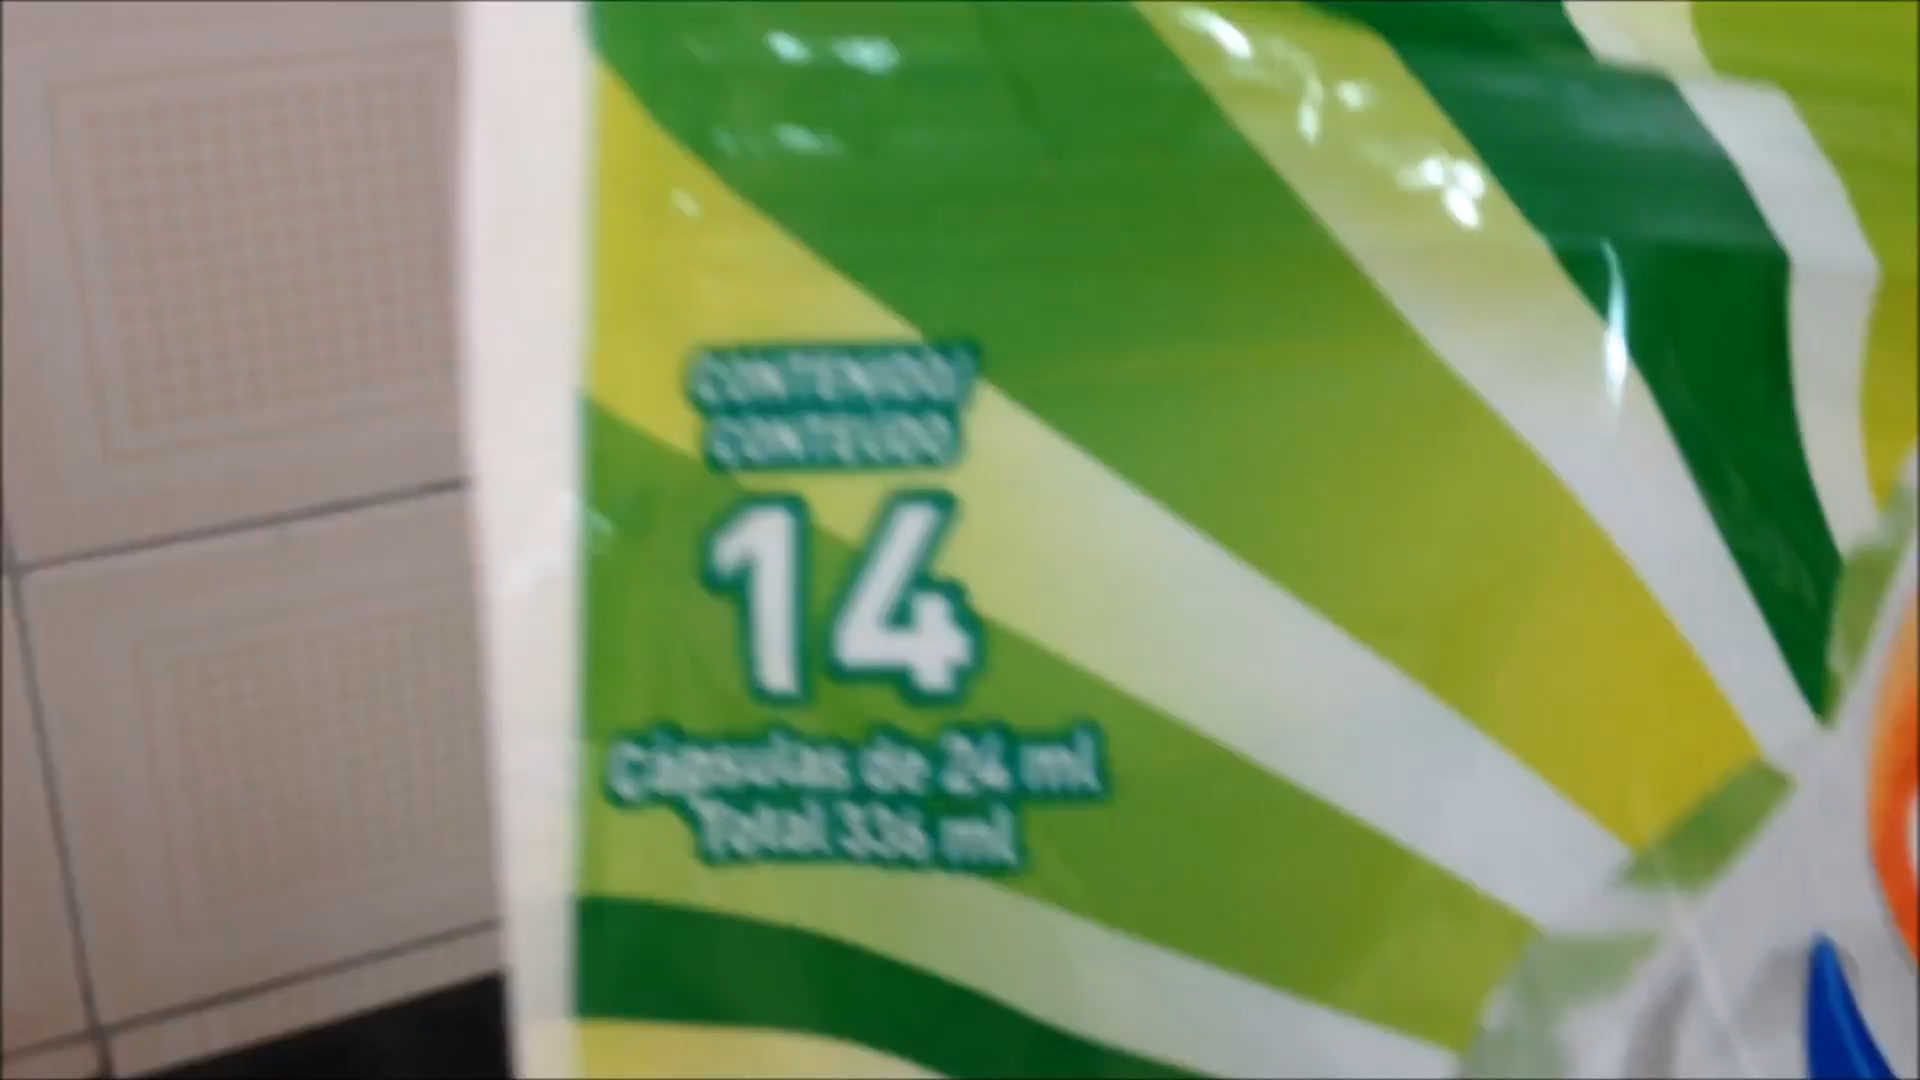 CONTENIDO/
CONTEÚDO
14
Cápsulas de 24 ml
Total 336 ml